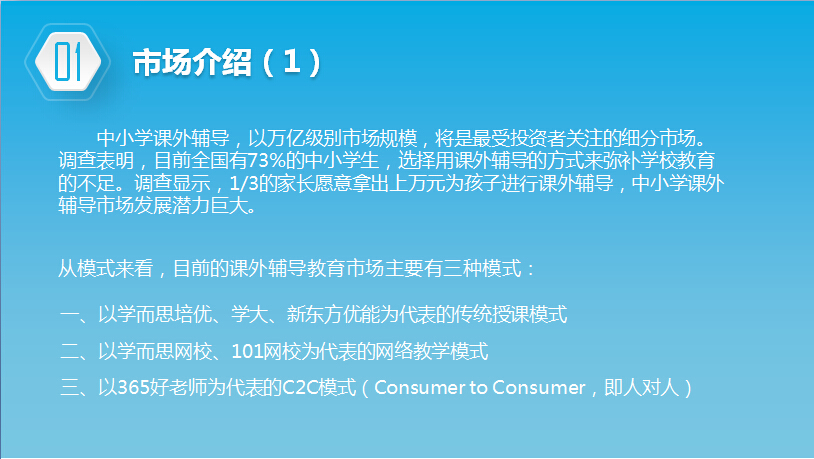 01
市场介绍（1）
中小学课外辅导，以万亿级别市场规模，将是最受投资者关注的细分市场。
调查表明，目前全国有73%的中小学生，选择用课外辅导的方式来弥补学校教育
的不足。调查显示，1/3的家长愿意拿出上万元为孩子进行课外辅导，中小学课外
辅导市场发展潜力巨大。
从模式来看，目前的课外辅导教育市场主要有三种模式：
一、以学而思培优、学大、新东方优能为代表的传统授课模式
二、以学而思网校、101网校为代表的网络教学模式
三、以365好老师为代表的C2C模式（Consumer to Consumer，即人对人）